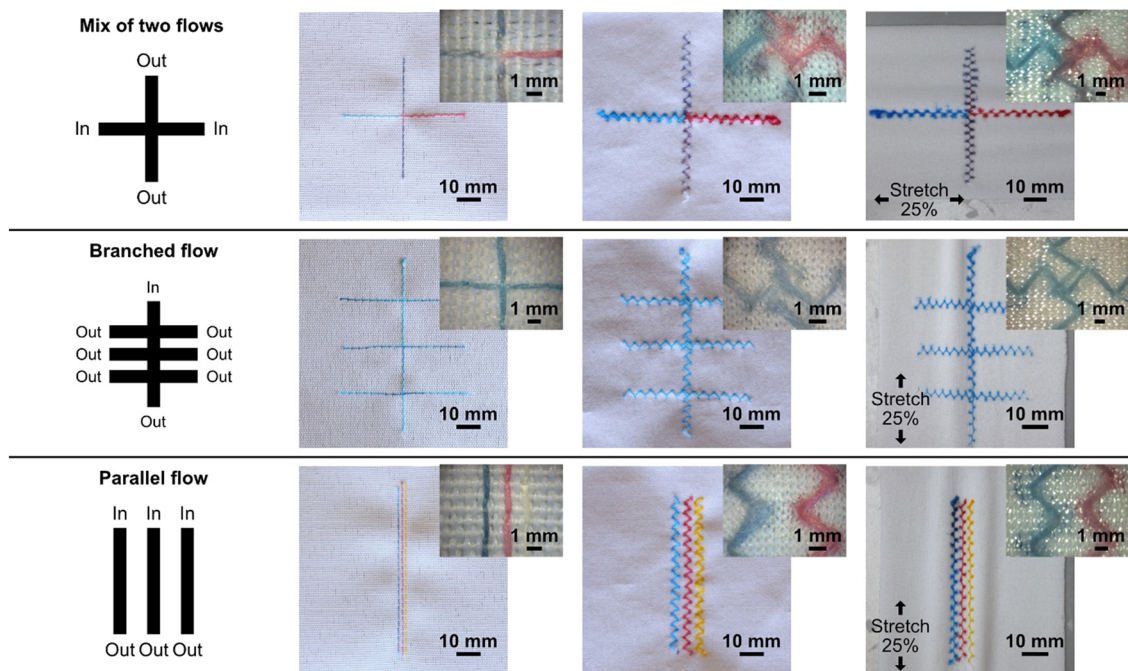 Mix of two flows
Out
In In
Out
1 mm
10 mm
1 mm
10 mm
1 mm
10 mm
Stretch
25%
Branched flow
In
Out Out
Out Out
Out Out
Out
1 mm
10 mm
1 mm
10 mm
1 mm
10 mm
Stretch
25%
Parallel flow
In In In
Out Out Out
1 mm
10 mm
1 mm
10 mm
1 mm
10 mm
Stretch
25%